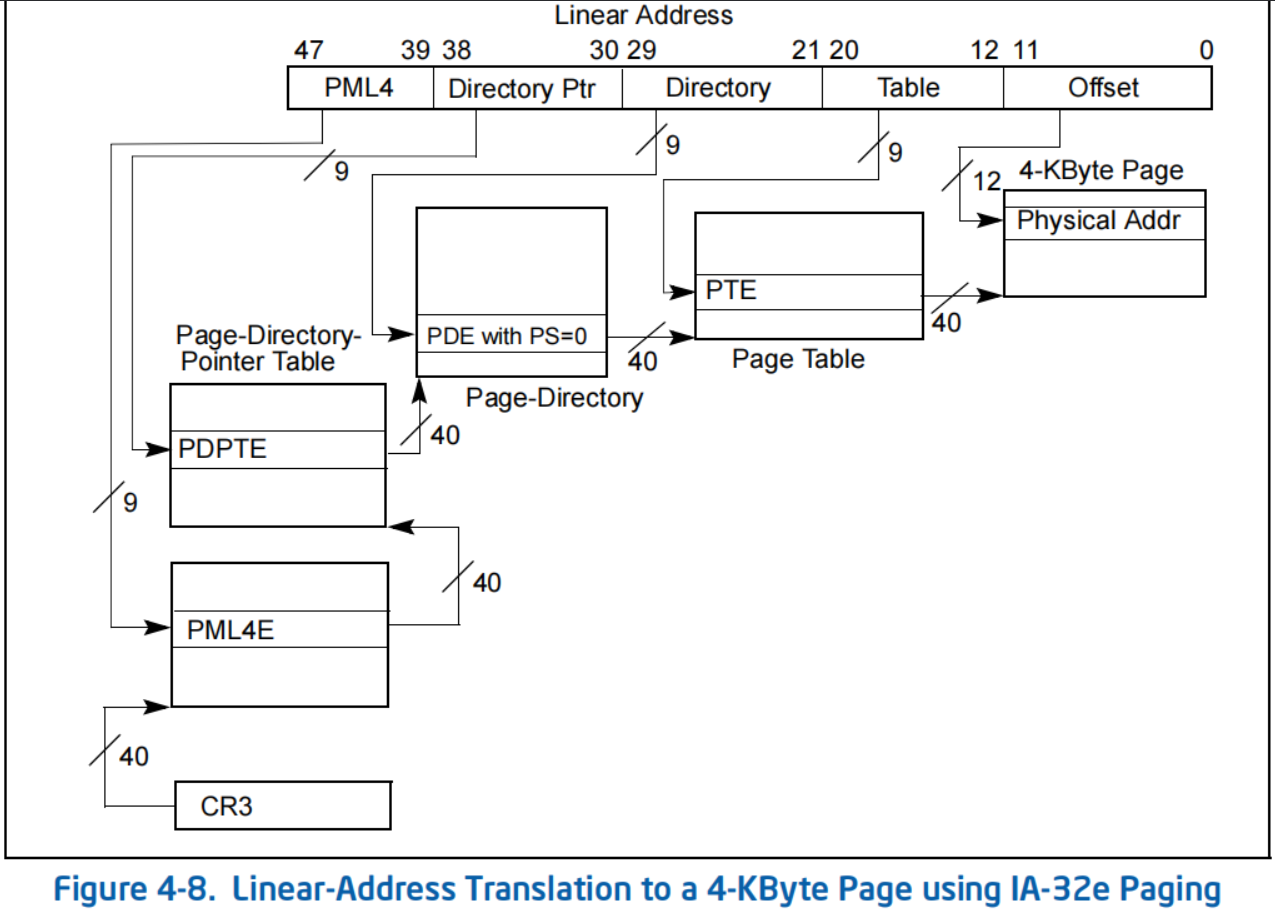 Linear Address
47 39 38 30 29 21 20 12 11 0
PML4 Directory Ptr Directory Table Offset
9
9
9
12
4-KByte Page
Physical Addr
PTE
40
Page-Directory-
Pointer Table
PDE with PS=0
40
Page Table
Page-Directory
40
PDPTE
9
40
PML4E
40
CR3
Figure 4-8. Linear-Address Translation to a 4-KByte Page using IA-32e Paging